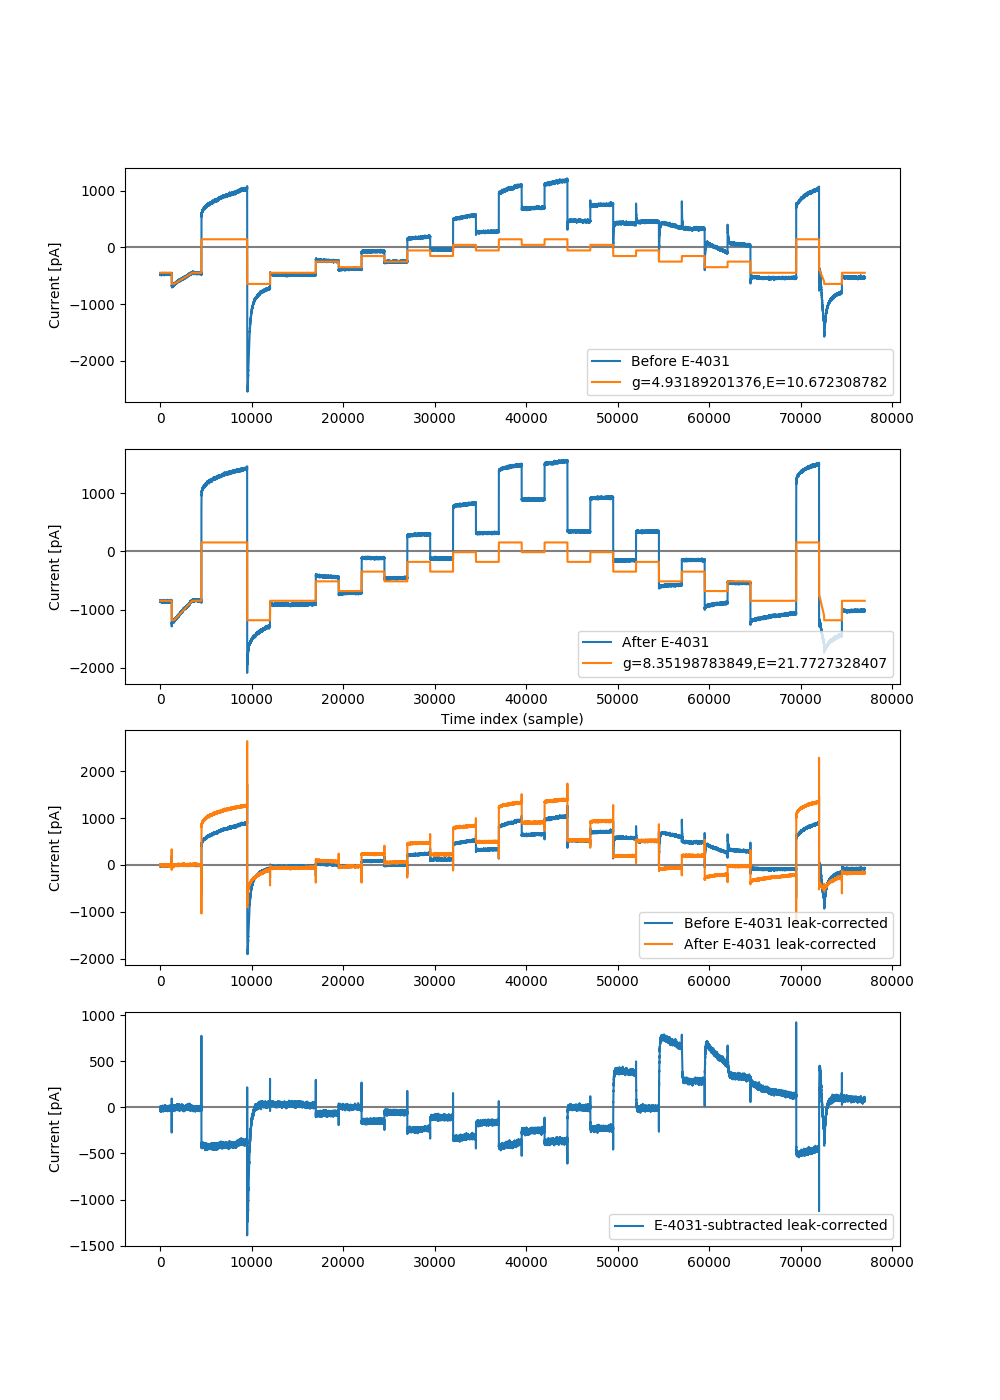 1000
0
−1000
−2000
Current [pA]
Before E-4031
g=4.93189201376,E=10.672308782
0 10000 20000 30000 40000 50000 60000 70000 80000
1000
0
−1000
−2000
Current [pA]
After E-4031
g=8.35198783849,E=21.7727328407
0 10000 20000 30000 40000 50000 60000 70000 80000
Time index (sample)
2000
1000
0
−1000
−2000
Current [pA]
Before E-4031 leak-corrected
After E-4031 leak-corrected
0 10000 20000 30000 40000 50000 60000 70000 80000
1000
500
0
−500
−1000
−1500
Current [pA]
E-4031-subtracted leak-corrected
0 10000 20000 30000 40000 50000 60000 70000 80000